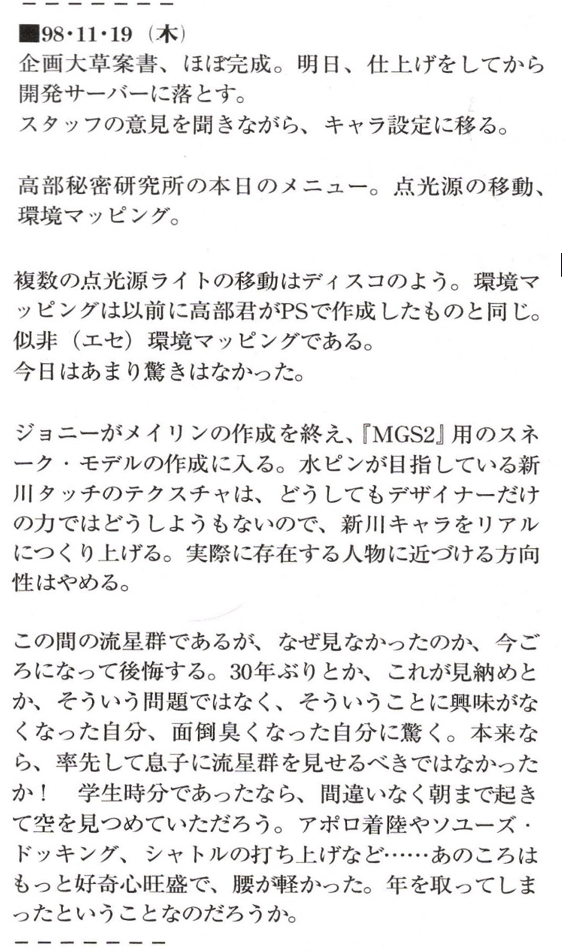 ■98・11・19（木）
企画大草案書、ほぼ完成。明日、仕上げをしてから
開発サーバーに落とす。
スタッフの意見を聞きながら、キャラ設定に移る。
高部秘密研究所の本日のメニュー。点光源の移動、
環境マッピング。
複数の点光源ライトの移動はディスコのよう。環境マ
ッピングは以前に高部君がPSで作成したものと同じ。
似非（エセ）環境マッピングである。
今日はあまり驚きはなかった。
ジョニーがメイリンの作成を終え、『MGS2』用のスネ
ーク・モデルの作成に入る。水ピンが目指している新
川タッチのテクスチャは、どうしてもデザイナーだけ
の力ではどうしようもないので、新川キャラをリアル
につくり上げる。実際に存在する人物に近づける方向
性はやめる。
この間の流星群であるが、なぜ見なかったのか、今ご
ろになって後悔する。30年ぶりとか、これが見納めと
か、そういう問題ではなく、そういうことに興味がな
くなった自分、面倒臭くなった自分に驚く。本来な
ら、率先して息子に流星群を見せるべきではなかった
か！　学生時分であったなら、間違いなく朝まで起き
て空を見つめていただろう。アポロ着陸やソユーズ・
ドッキング、シャトルの打ち上げなど……あのころは
もっと好奇心旺盛で、腰が軽かった。年を取ってしま
ったということなのだろうか。